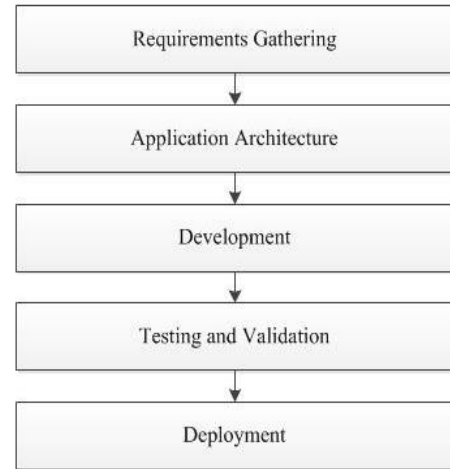 Requirements Gathering
Application Architecture
Development
Testing and Validation
Deployment